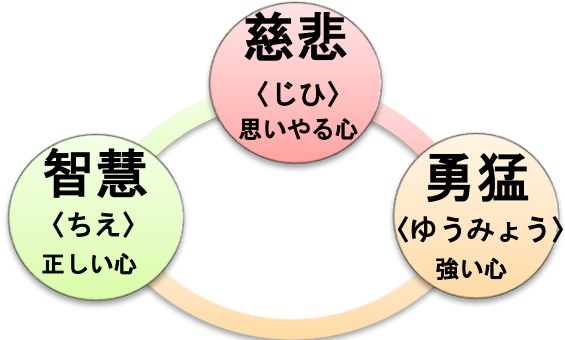 慈悲
〈じひ〉
思いやる心
智慧
〈ちえ〉
正しい心
勇猛
〈ゆうみょう〉
強い心